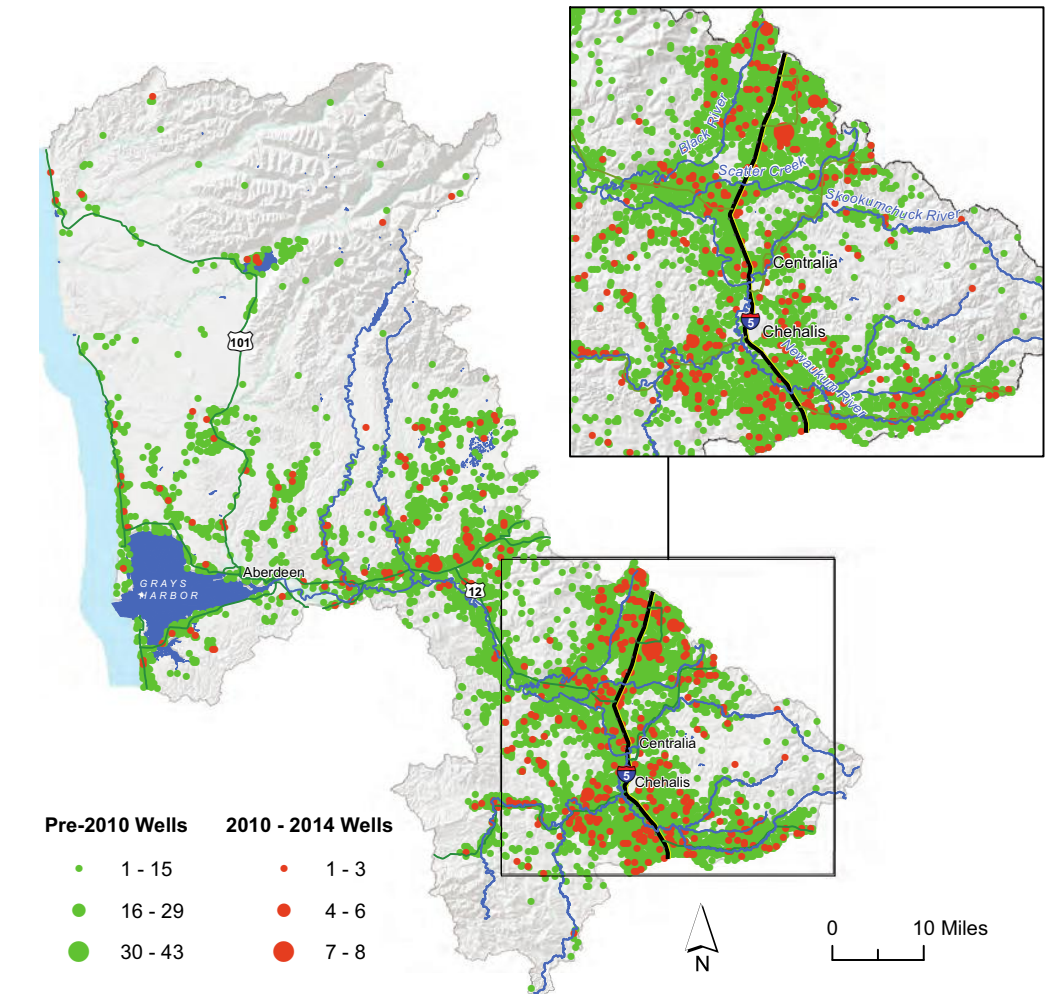 Black River
Scatter Creek
Skookumchuck River
Centralia
5
Chehalis
Newaukum River
101
Aberdeen
GRAYS
HARBOR
12
Centralia
5
Chehalis
Pre-2010 Wells
2010 - 2014 Wells
1 - 15
1 - 3
16 - 29
4 - 6
30 - 43
7 - 8
N
0
10 Miles